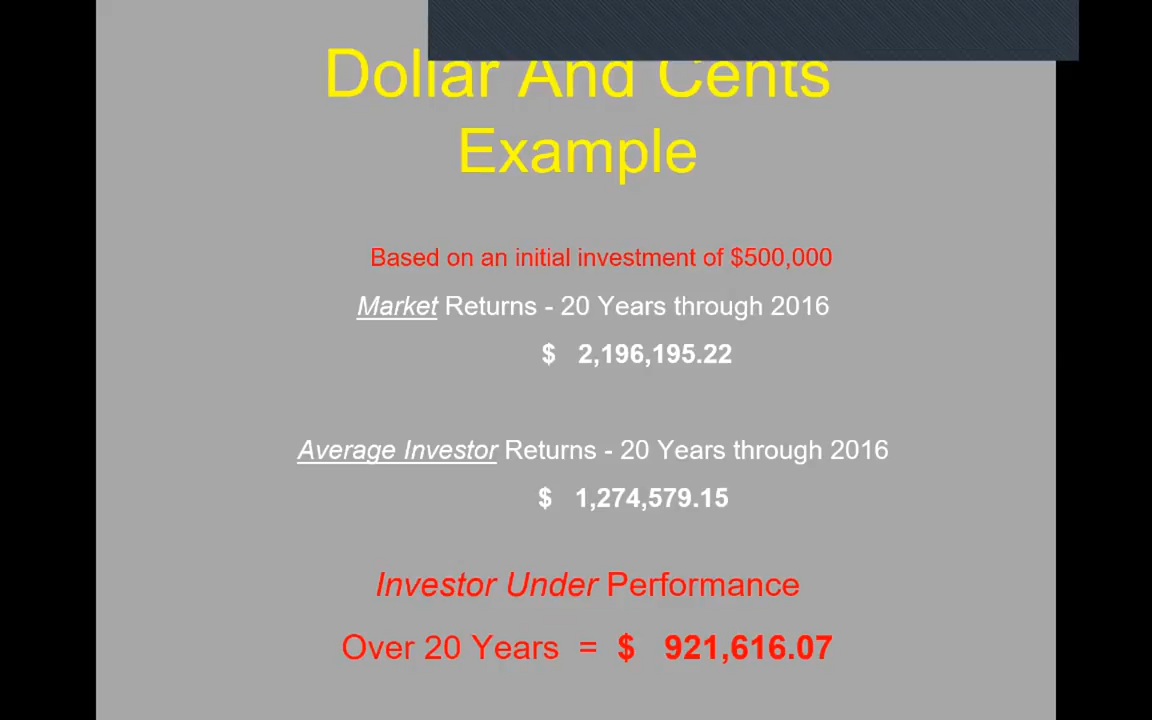 Dollar And Cents
Example
Based on an initial investment of $500,000
Market Returns - 20 Years through 2016
$ 2,196,195.22
Average Investor Returns - 20 Years through 2016
$ 1,274,579.15
Investor Under Performance
Over 20 Years = $ 921,616.07